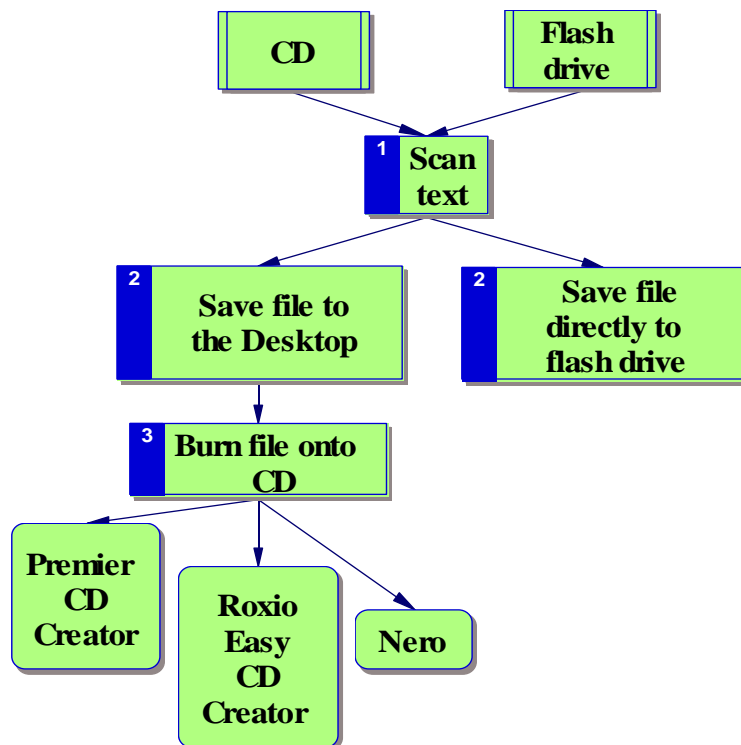 CD
Flash
drive
1
Scan
text
2
Save file to
the Desktop
2
Save file
directly to
flash drive
3
Burn file onto
CD
Premier
CD
Creator
Roxio
Easy
CD
Creator
Nero